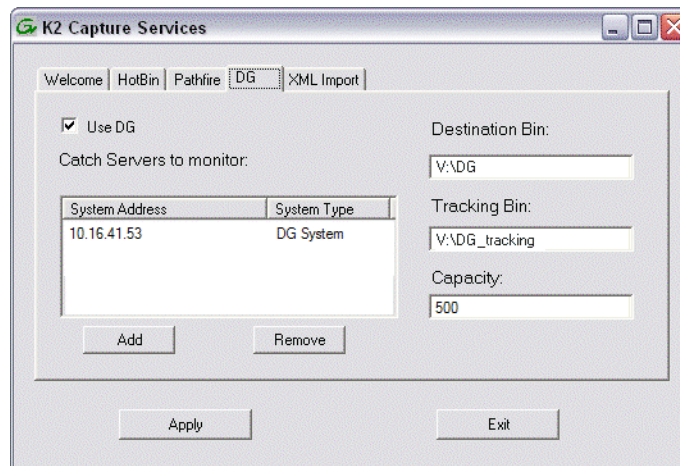 K2 Capture Services
Welcome HotBin Pathfire DG XML Import
Use DG
Catch Servers to monitor:
System Address System Type
10.16.41.53 DG System
Add Remove
Destination Bin:
V:\DG
Tracking Bin:
V:\DG_tracking
Capacity:
500
Apply Exit